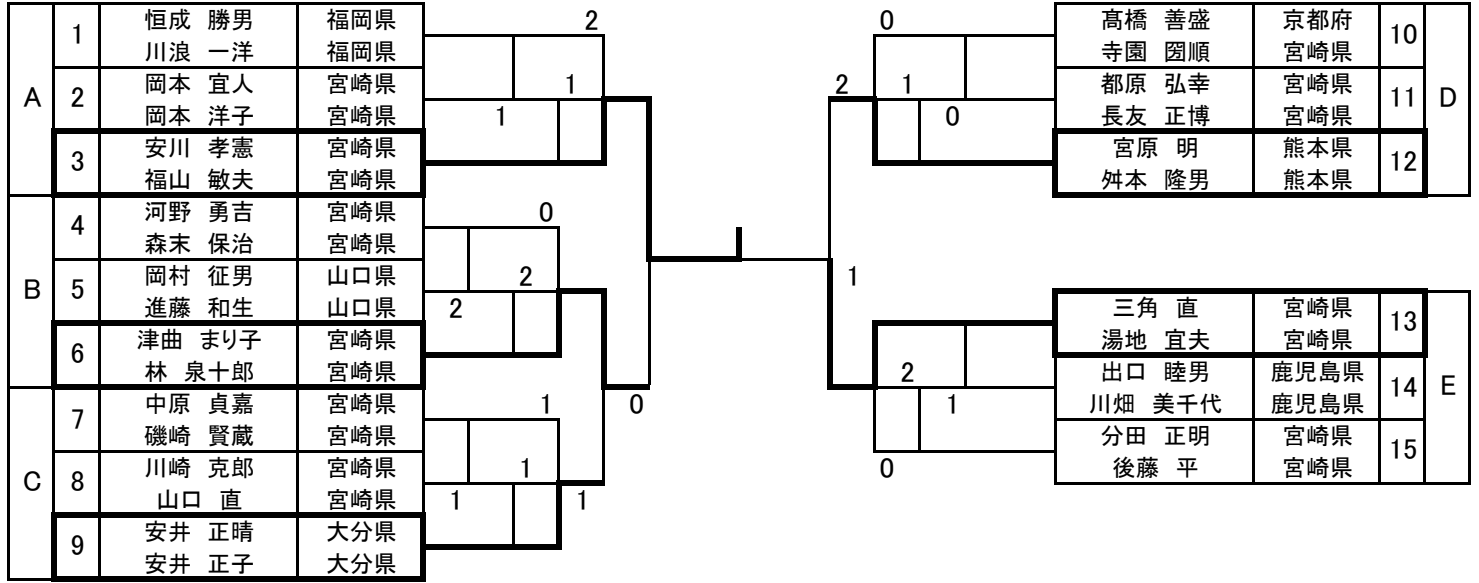 A
1
恒成 勝男 福岡県
川浪 一洋 福岡県
2
岡本 宜人 宮崎県
岡本 洋子 宮崎県
3
安川 孝憲 宮崎県
福山 敏夫 宮崎県
2
1
1
B
4
河野 勇吉 宮崎県
森末 保治 宮崎県
5
岡村 征男 山口県
進藤 和生 山口県
6
津曲 まり子 宮崎県
林 泉十郎 宮崎県
0
2
2
C
7
中原 貞嘉 宮崎県
磯崎 賢蔵 宮崎県
8
川崎 克郎 宮崎県
山口 直 宮崎県
9
安井 正晴 大分県
安井 正子 大分県
1
1
1
1
0
2
1
0
1
0
髙橋 善盛 京都府
寺園 圀順 宮崎県
10
都原 弘幸 宮崎県
長友 正博 宮崎県
11
宮原 明 熊本県
舛本 隆男 熊本県
12
D
2
1
0
三角 直 宮崎県
湯地 宜夫 宮崎県
13
出口 睦男 鹿児島県
川畑 美千代 鹿児島県
14
分田 正明 宮崎県
後藤 平 宮崎県
15
E